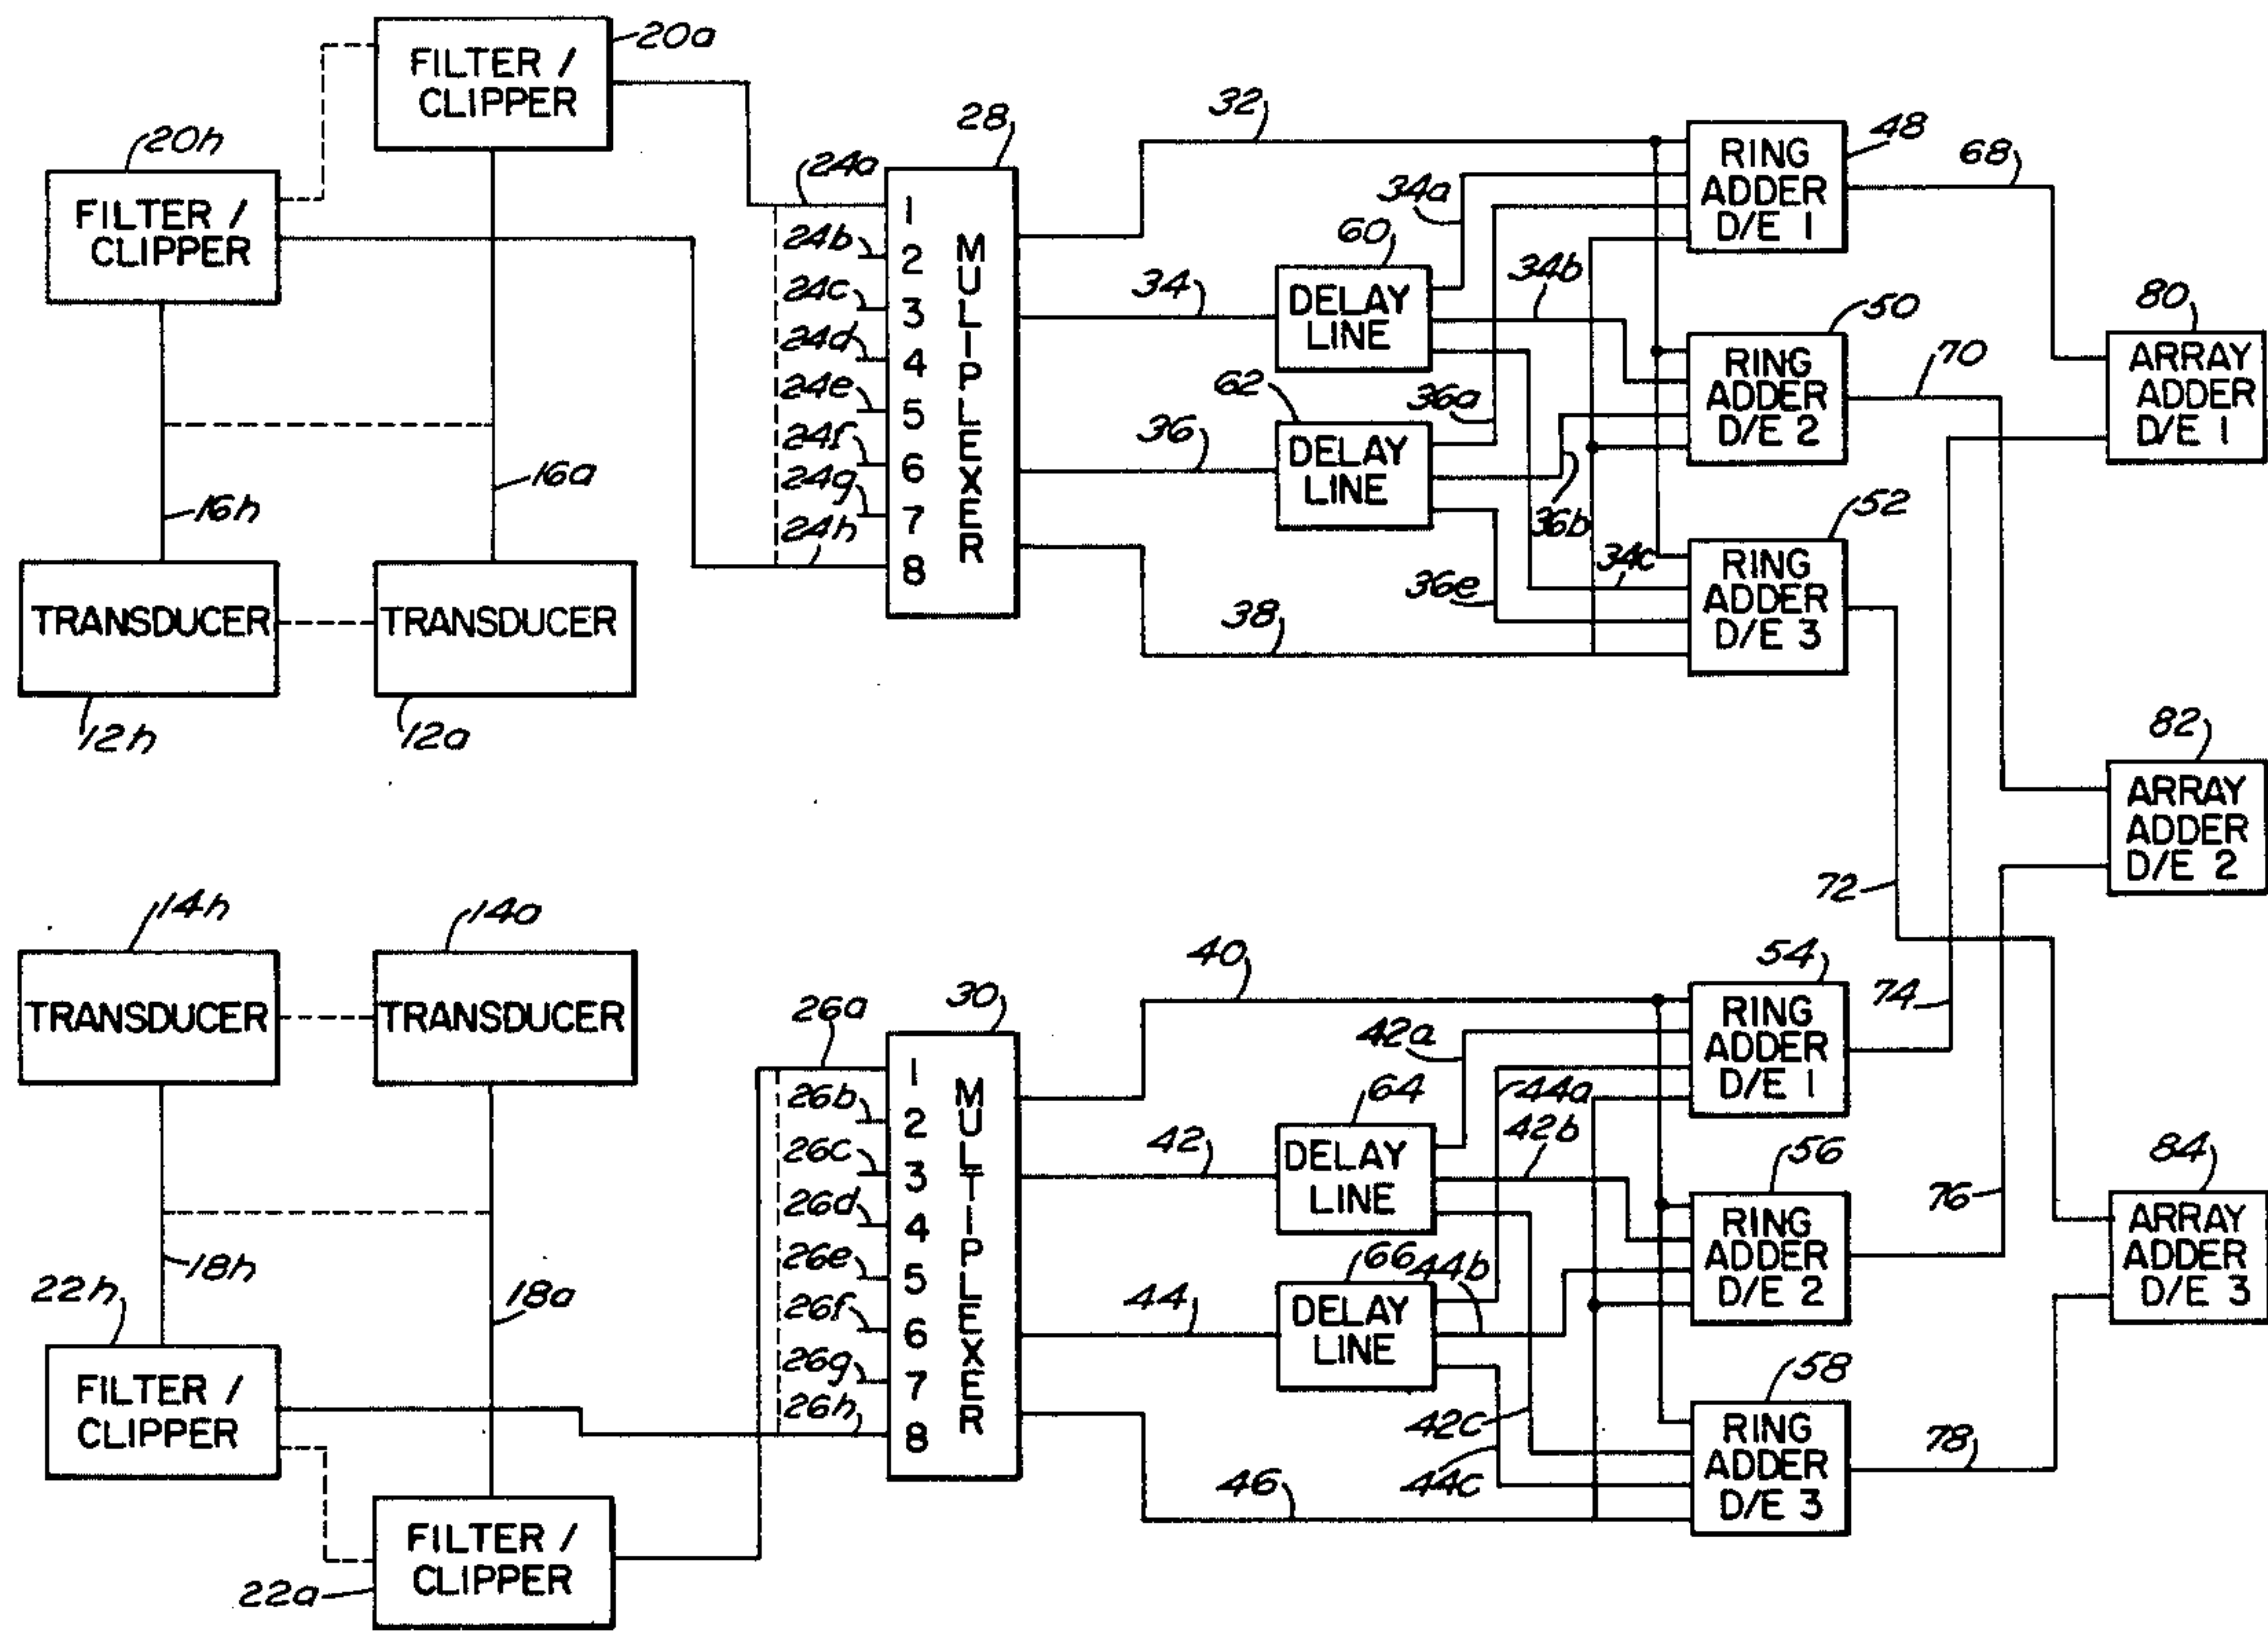 FILTER /
CLIPPER
20a
20h
FILTER /
CLIPPER
16h
16a
TRANSDUCER
TRANSDUCER
12h
12a
24a
24b
24c
24d
24e
24f
24g
24h
28
1
2
3
4
5
6
7
8
MULIPLEXER
32
34
36
38
60
DELAY
LINE
62
DELAY
LINE
34a
34b
34c
36a
36b
36e
RING
ADDER
D/E 1
48
50
RING
ADDER
D/E 2
52
RING
ADDER
D/E 3
68
70
72
80
ARRAY
ADDER
D/E 1
82
ARRAY
ADDER
D/E 2
14h
14a
TRANSDUCER
TRANSDUCER
18h
18a
22h
FILTER /
CLIPPER
FILTER /
CLIPPER
22a
26a
26b
26c
26d
26e
26f
26g
26h
30
1
2
3
4
5
6
7
8
MULTIPLEXER
40
42
44
46
64
DELAY
LINE
66
DELAY
LINE
42a
44a
42b
44b
42c
44c
54
RING
ADDER
D/E 1
56
RING
ADDER
D/E 2
58
RING
ADDER
D/E 3
74
76
78
84
ARRAY
ADDER
D/E 3